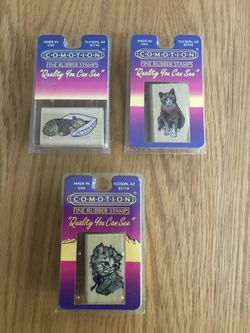 MADE IN
USA
TUCSON, AZ
85745
COMOTION
FINE RUBBER STAMPS
"Quality You Can See"
MADE IN
USA
TUCSON, AZ
85745
COMOTION
FINE RUBBER STAMPS
"Quality You Can See"
MADE IN
USA
TUCSON, AZ
COMOTION
FINE RUBBER STAMPS
"Quality You Can See"